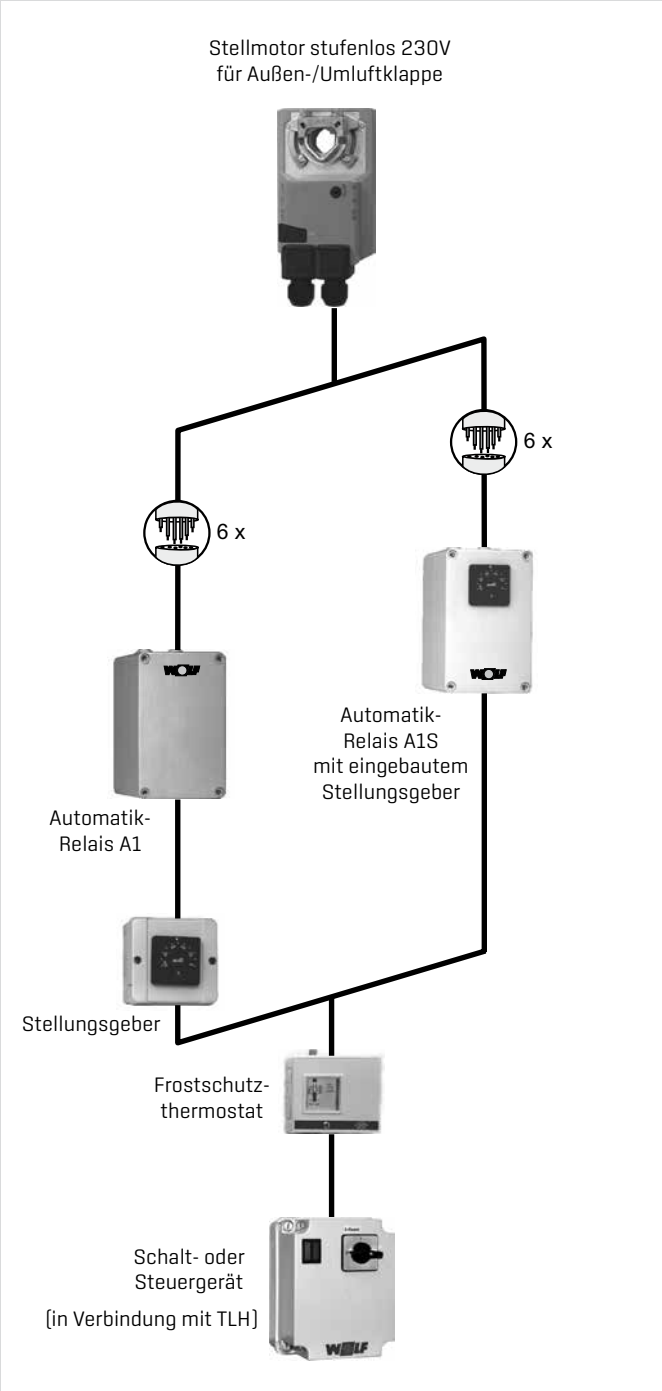 Stellmotor stufenlos 230V
für Außen-/Umluftklappe
6 x
6 x
WOLF
WOLF
Automatik-
Relais A1S
mit eingebautem
Stellungsgeber
Automatik-
Relais A1
Stellungsgeber
Frostschutz-
thermostat
Schalt- oder
Steuergerät
(in Verbindung mit TLH)
WOLF